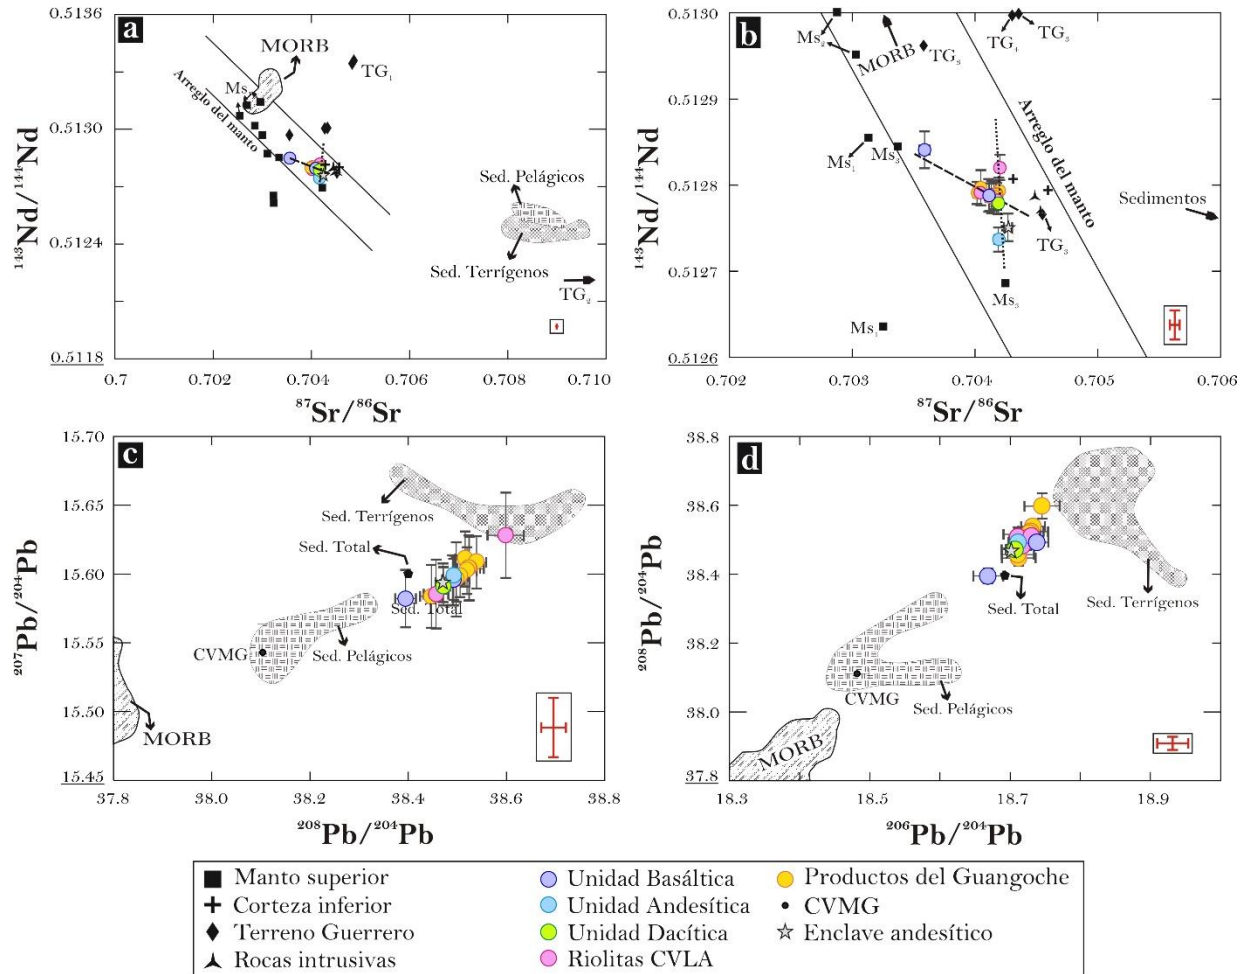 a
0.5136
0.5130
0.5124
0.5118
¹⁴³Nd/¹⁴⁴Nd
MORB
TG₁
Ms
Arreglo del manto
Sed. Pelágicos
Sed. Terrígenos
TG₂
0.7
0.702
0.704
0.706
0.708
0.710
⁸⁷Sr/⁸⁶Sr
b
0.5130
0.5129
0.5128
0.5127
0.5126
¹⁴³Nd/¹⁴⁴Nd
Ms₂
MORB
TG₅
TG₄
TG₅
Arreglo del manto
Ms₁
Ms₃
Sedimentos
TG₃
Ms₃
Ms₁
0.702
0.703
0.704
0.705
0.706
⁸⁷Sr/⁸⁶Sr
c
15.70
15.65
15.60
15.55
15.50
15.45
²⁰⁷Pb/²⁰⁴Pb
Sed. Terrígenos
Sed. Total
Sed. Total
CVMG
Sed. Pelágicos
MORB
37.8
38.0
38.2
38.4
38.6
38.8
²⁰⁸Pb/²⁰⁴Pb
d
38.8
38.6
38.4
38.2
38.0
37.8
²⁰⁸Pb/²⁰⁴Pb
Sed. Total
Sed. Terrígenos
CVMG
Sed. Pelágicos
MORB
18.3
18.5
18.7
18.9
²⁰⁶Pb/²⁰⁴Pb
Manto superior
Corteza inferior
Terreno Guerrero
Rocas intrusivas
Unidad Basáltica
Unidad Andesítica
Unidad Dacítica
Riolitas CVLA
Productos del Guangoche
CVMG
Enclave andesítico